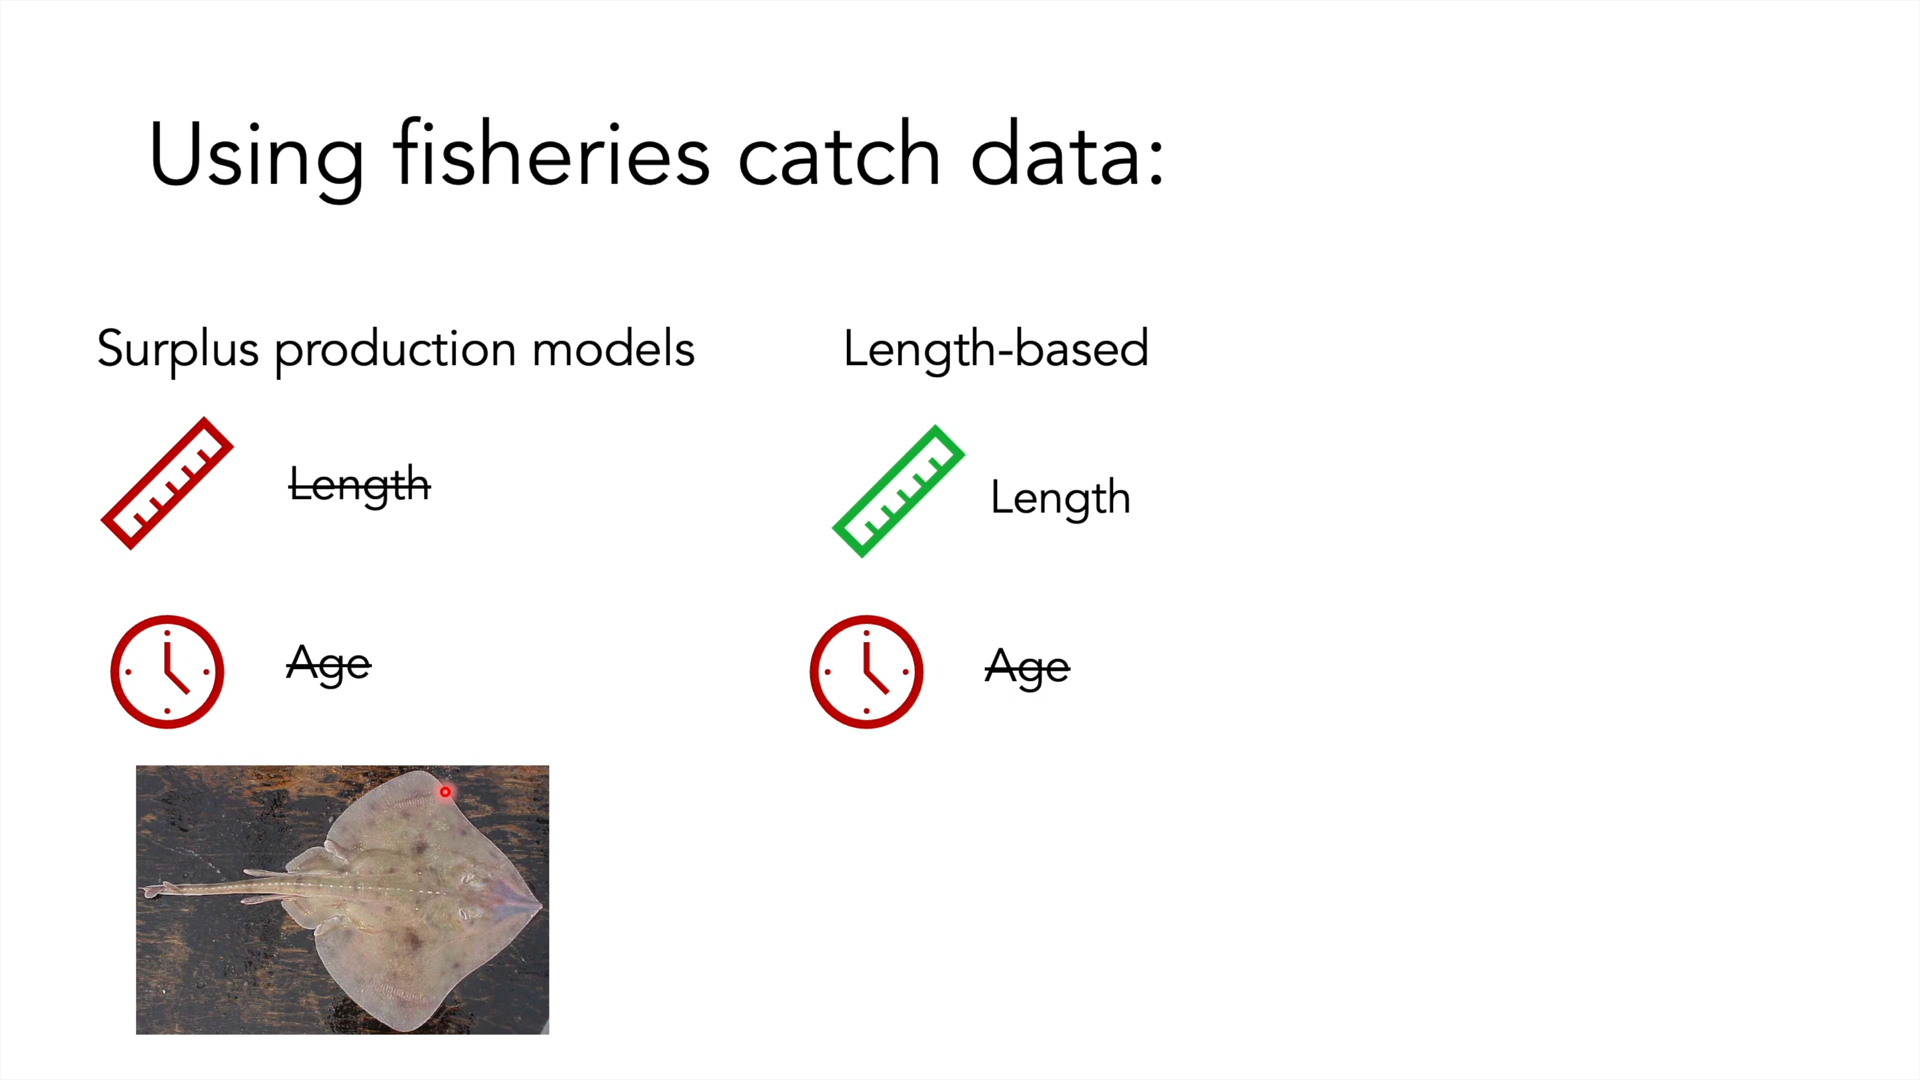 Using fisheries catch data:
Surplus production models
Length
Age
Length-based
Length
Age